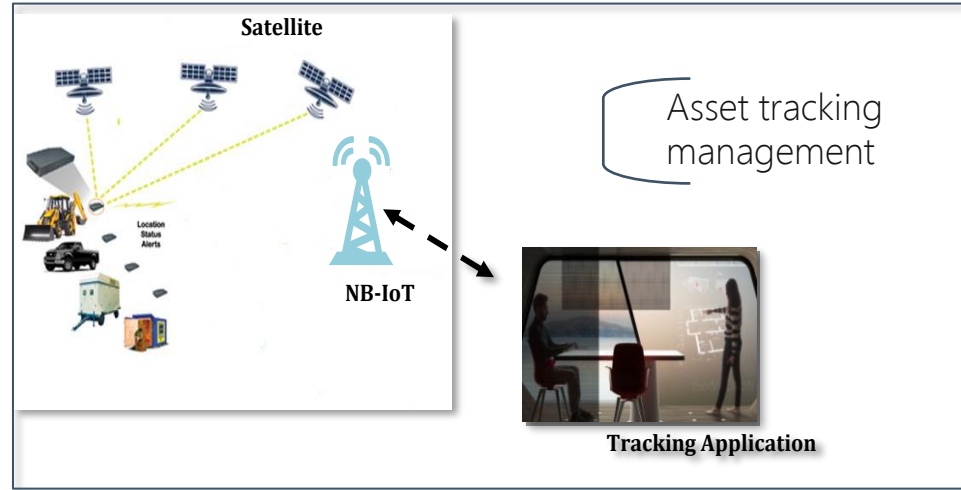 Satellite
Asset tracking
management
Location
Status
Alerts
NB-IoT
Tracking Application